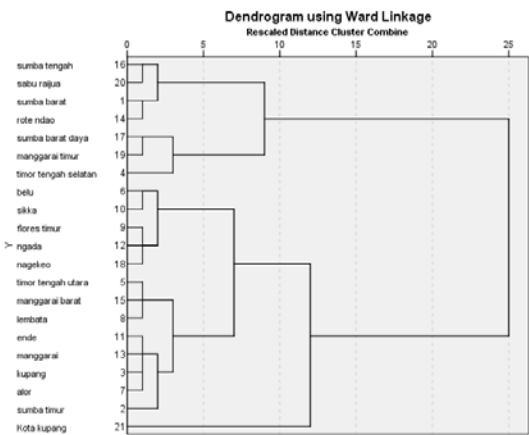 Dendrogram using Ward Linkage
Rescaled Distance Cluster Combine
0 5 10 15 20 25
sumba tengah 16
sabu raijua 20
sumba barat 1
rote ndao 14
sumba barat daya 17
manggarai timur 19
timor tengah selatan 4
belu 6
sikka 10
flores timur 9
Y
ngada 12
nagekeo 18
timor tengah utara 5
manggarai barat 15
lembata 8
ende 11
manggarai 13
kupang 3
alor 7
sumba timur 2
Kota kupang 21